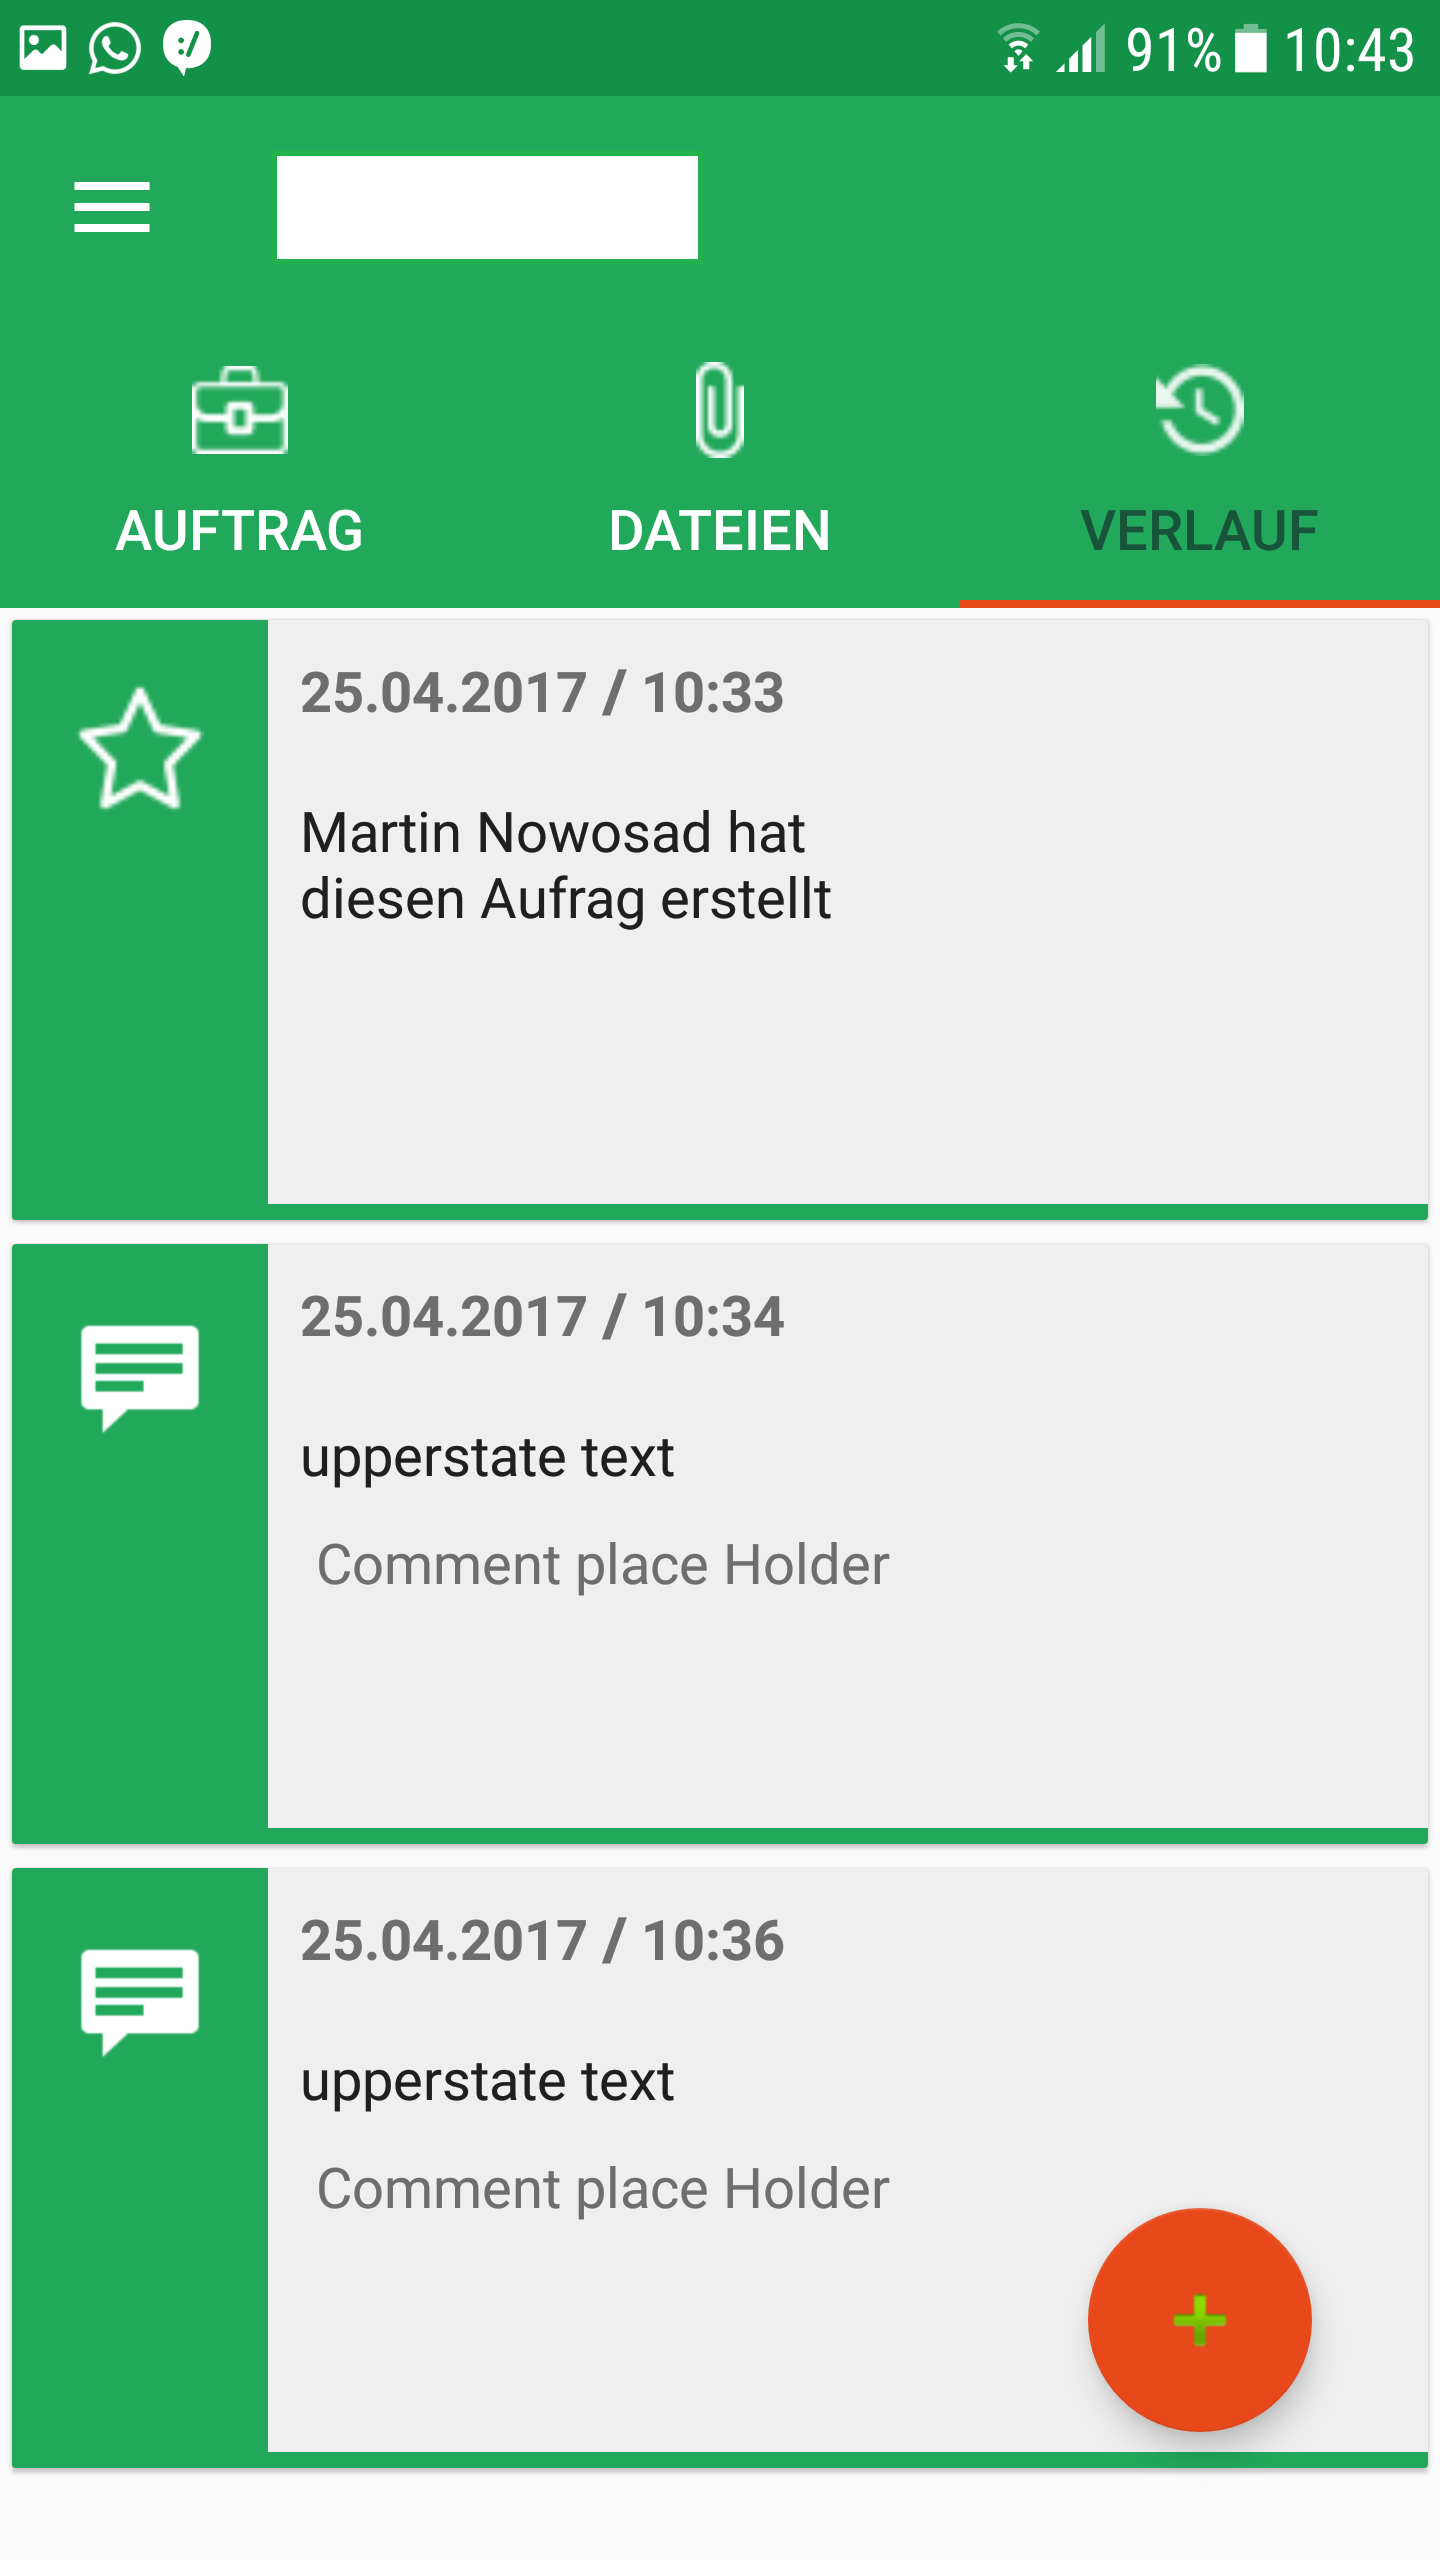 91% 10:43
AUFTRAG DATEIEN VERLAUF
25.04.2017 / 10:33
Martin Nowosad hat
diesen Aufrag erstellt
25.04.2017 / 10:34
upperstate text
Comment place Holder
25.04.2017 / 10:36
upperstate text
Comment place Holder